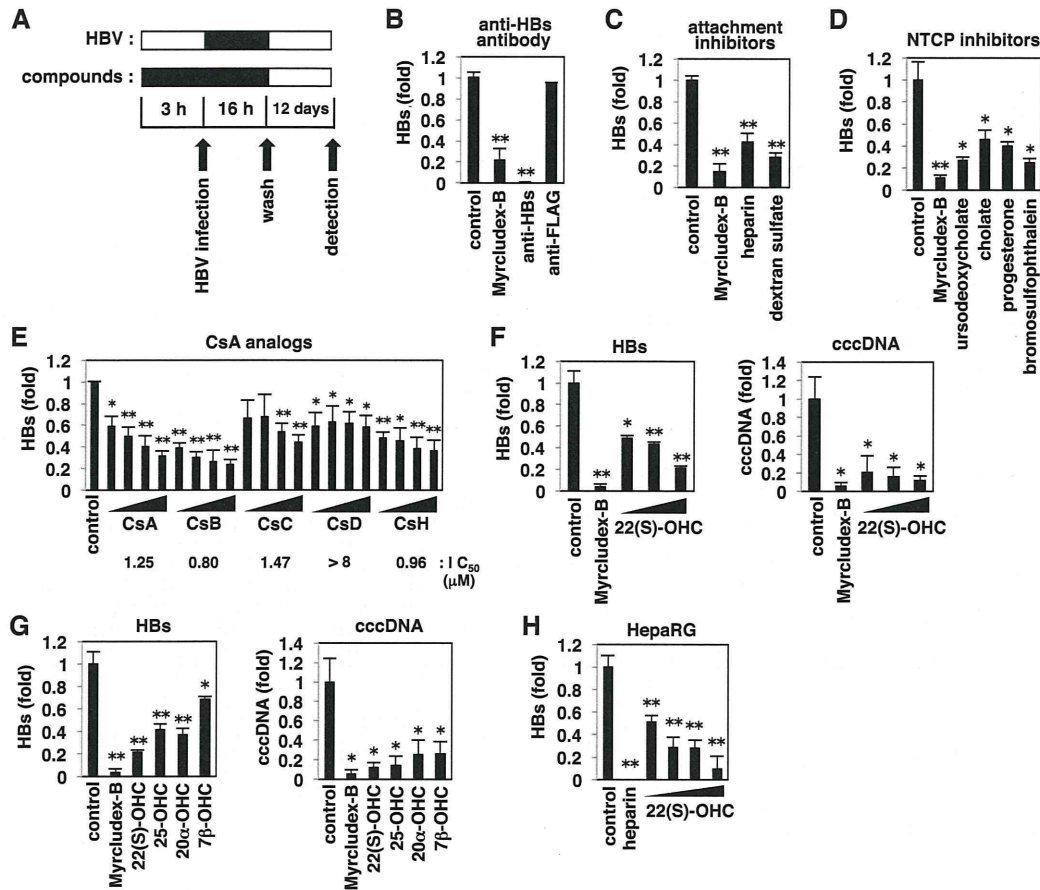 A
HBV :
compounds :
3 h
16 h
12 days
HBV infection
wash
detection
B
anti-HBs
antibody
HBs (fold)
1.2
1
0.8
0.6
0.4
0.2
0
**
**
control
Myrcludex-B
anti-HBs
anti-FLAG
C
attachment
inhibitors
HBs (fold)
1.2
1
0.8
0.6
0.4
0.2
0
**
**
**
control
Myrcludex-B
heparin
dextran sulfate
D
NTCP inhibitors
HBs (fold)
1.2
1
0.8
0.6
0.4
0.2
0
**
*
*
*
*
control
Myrcludex-B
ursodeoxycholate
cholate
progesterone
bromosulfophthalein
E
CsA analogs
HBs (fold)
1.2
1
0.8
0.6
0.4
0.2
0
* ** ** ** ** ** ** ** ** ** * * * * ** * ** **
control
CsA CsB CsC CsD CsH
1.25 0.80 1.47 > 8 0.96 : I C50
(μM)
F
HBs
HBs (fold)
1.2
1
0.8
0.6
0.4
0.2
0
**
*
**
**
control
Myrcludex-B
22(S)-OHC
cccDNA
cccDNA (fold)
1.4
1.2
1
0.8
0.6
0.4
0.2
0
*
*
*
*
control
Myrcludex-B
22(S)-OHC
G
HBs
HBs (fold)
1.2
1
0.8
0.6
0.4
0.2
0
**
**
**
**
*
control
Myrcludex-B
22(S)-OHC
25-OHC
20α-OHC
7β-OHC
cccDNA
cccDNA (fold)
1.4
1.2
1
0.8
0.6
0.4
0.2
0
*
*
*
*
*
control
Myrcludex-B
22(S)-OHC
25-OHC
20α-OHC
7β-OHC
H
HepaRG
HBs (fold)
1.2
1
0.8
0.6
0.4
0.2
0
**
**
**
**
**
control
heparin
22(S)-OHC